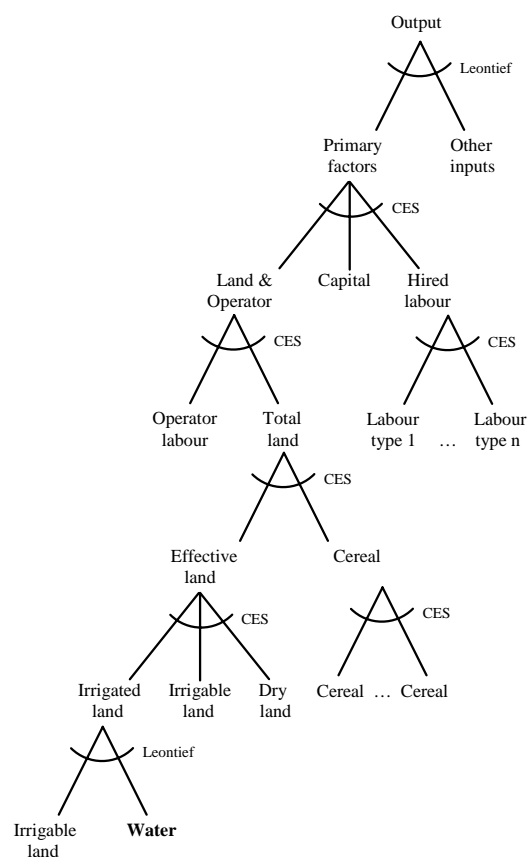 Output
Leontief
Primary
factors
Other
inputs
CES
Land &
Operator
Capital
Hired
labour
CES
CES
Operator
labour
Total
land
Labour
type 1
…
Labour
type n
CES
Effective
land
Cereal
CES
CES
Irrigated
land
Irrigable
land
Dry
land
Cereal … Cereal
Leontief
Irrigable
land
Water